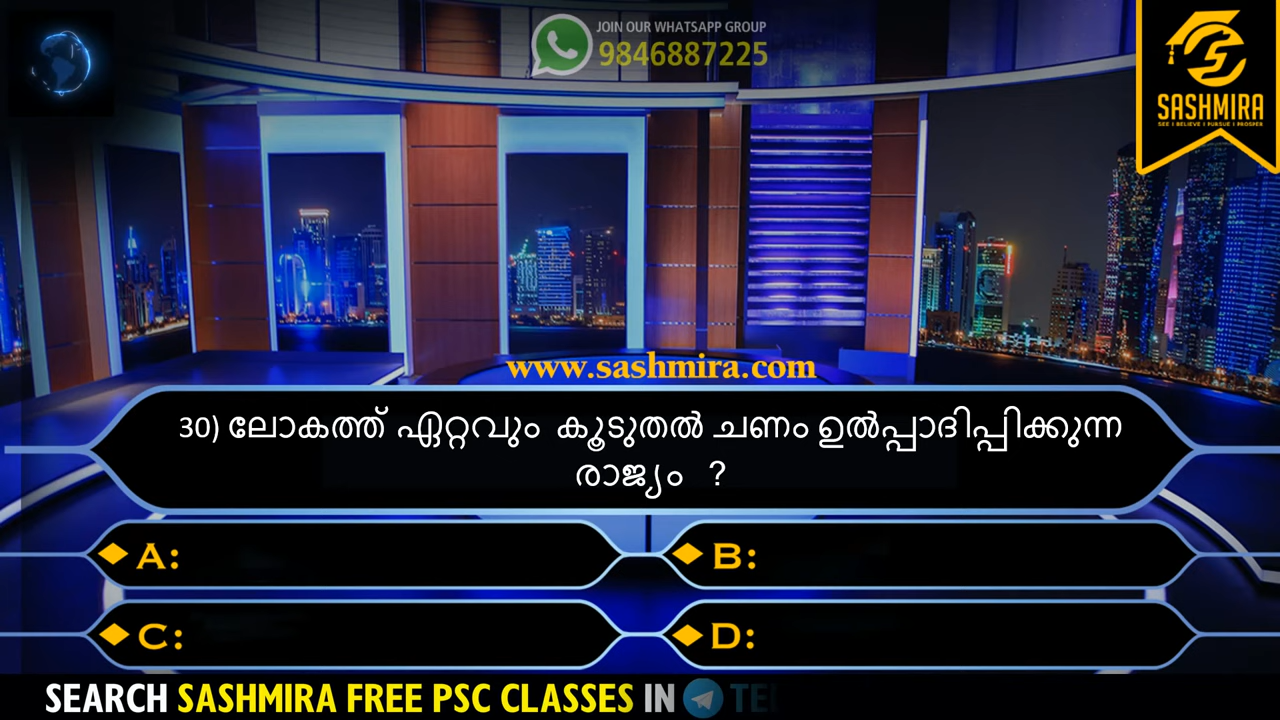 JOIN OUR WHATSAPP GROUP
9846887225
SASHMIRA
SEE | BELIEVE | PURSUE | PROSPER
www.sashmira.com
30) ലോകത്ത് ഏറ്റവും കൂടുതൽ ചണം ഉൽപ്പാദിപ്പിക്കുന്ന
രാജ്യം ?
A:
B:
C:
D:
SEARCH SASHMIRA FREE PSC CLASSES IN TEL